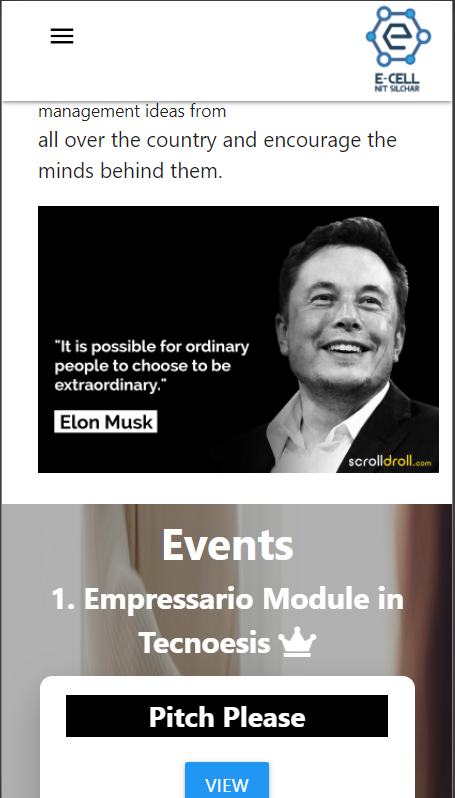 E-CELL
NIT SILCHAR
management ideas from
all over the country and encourage the
minds behind them.
"It is possible for ordinary
people to choose to be
extraordinary."
Elon Musk
scrolldroll.com
Events
1. Empressario Module in
Tecnoesis
Pitch Please
VIEW